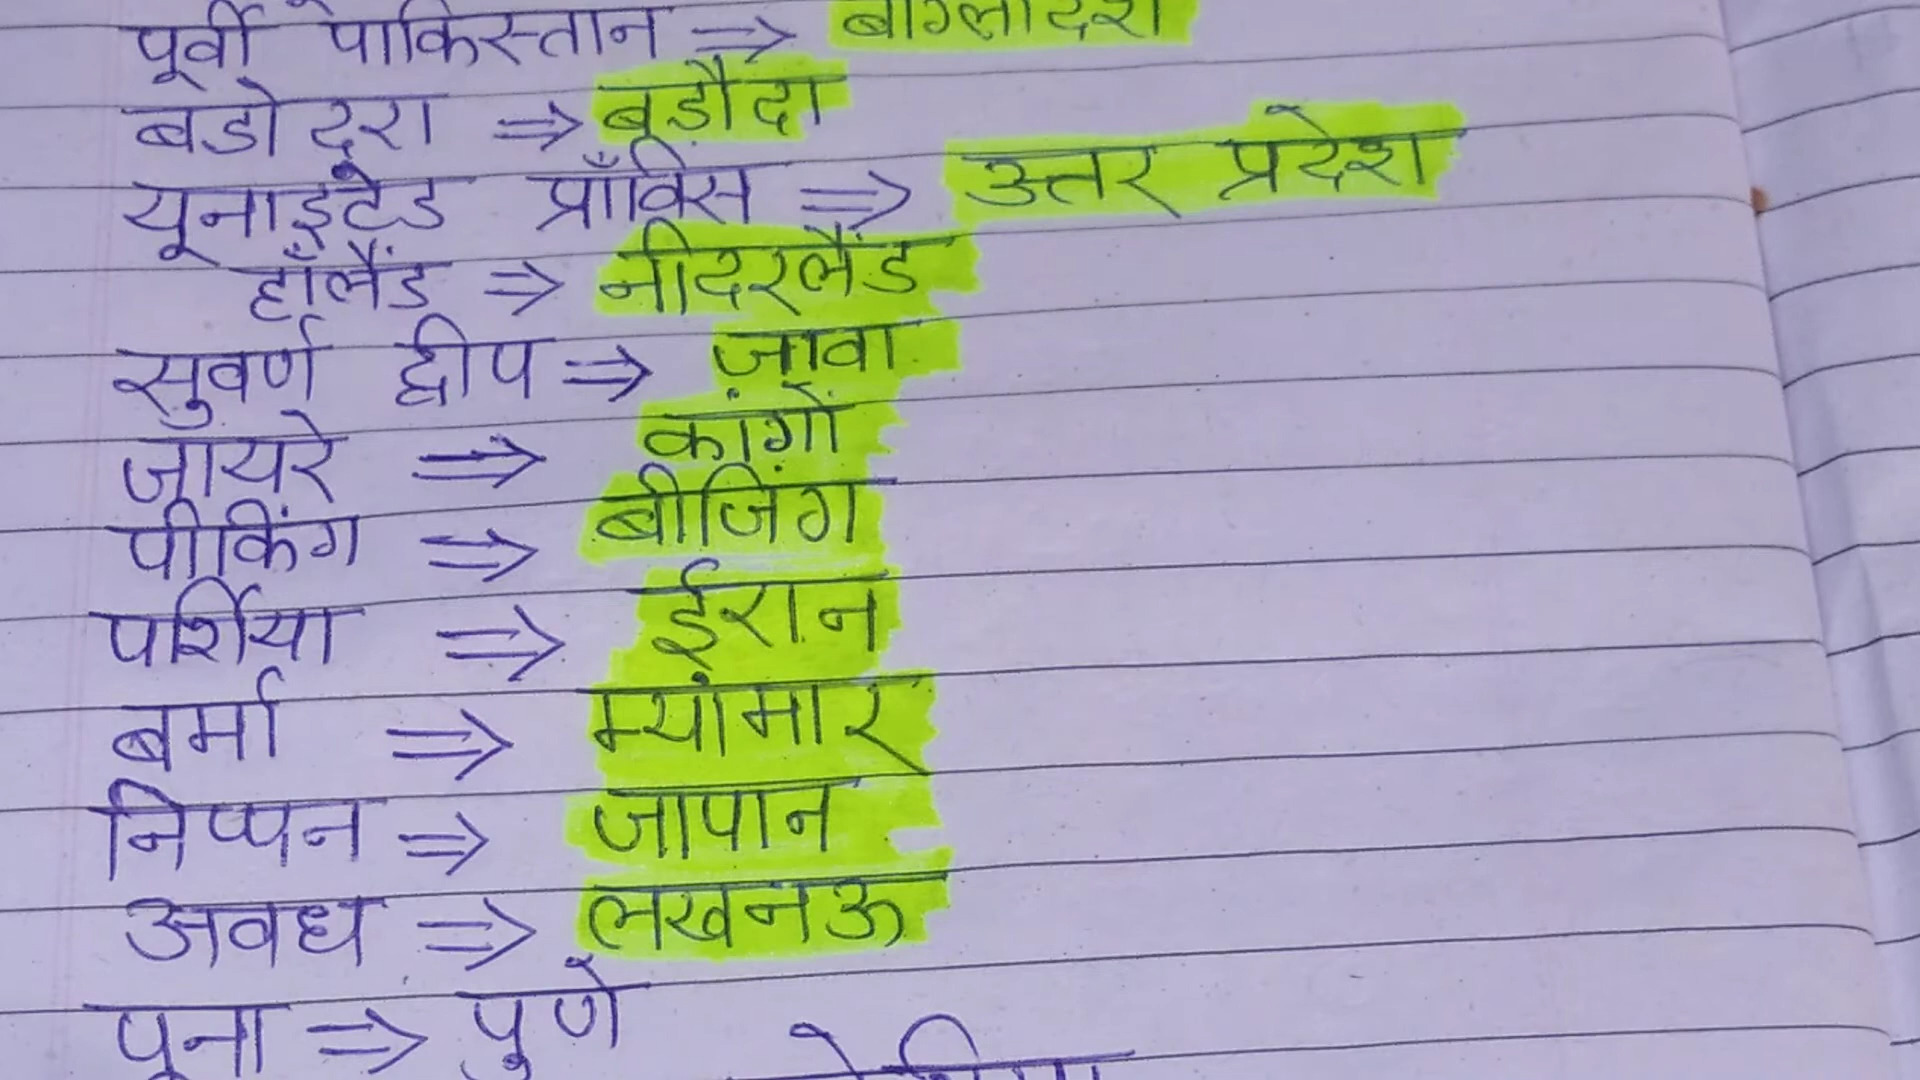 पूर्वी पाकिस्तान ⇒ बांग्लादेश
बडोदरा ⇒ बड़ौदा
यूनाइटेड प्रॉविंस ⇒ उत्तर प्रदेश
हॉलैंड ⇒ नीदरलैंड
सुवर्ण द्वीप ⇒ जावा
जायरे ⇒ कांगो
पीकिंग ⇒ बीजिंग
पर्शिया ⇒ ईरान
बर्मा ⇒ म्यांमार
निप्पन ⇒ जापान
अवध ⇒ लखनऊ
पूना ⇒ पुणे